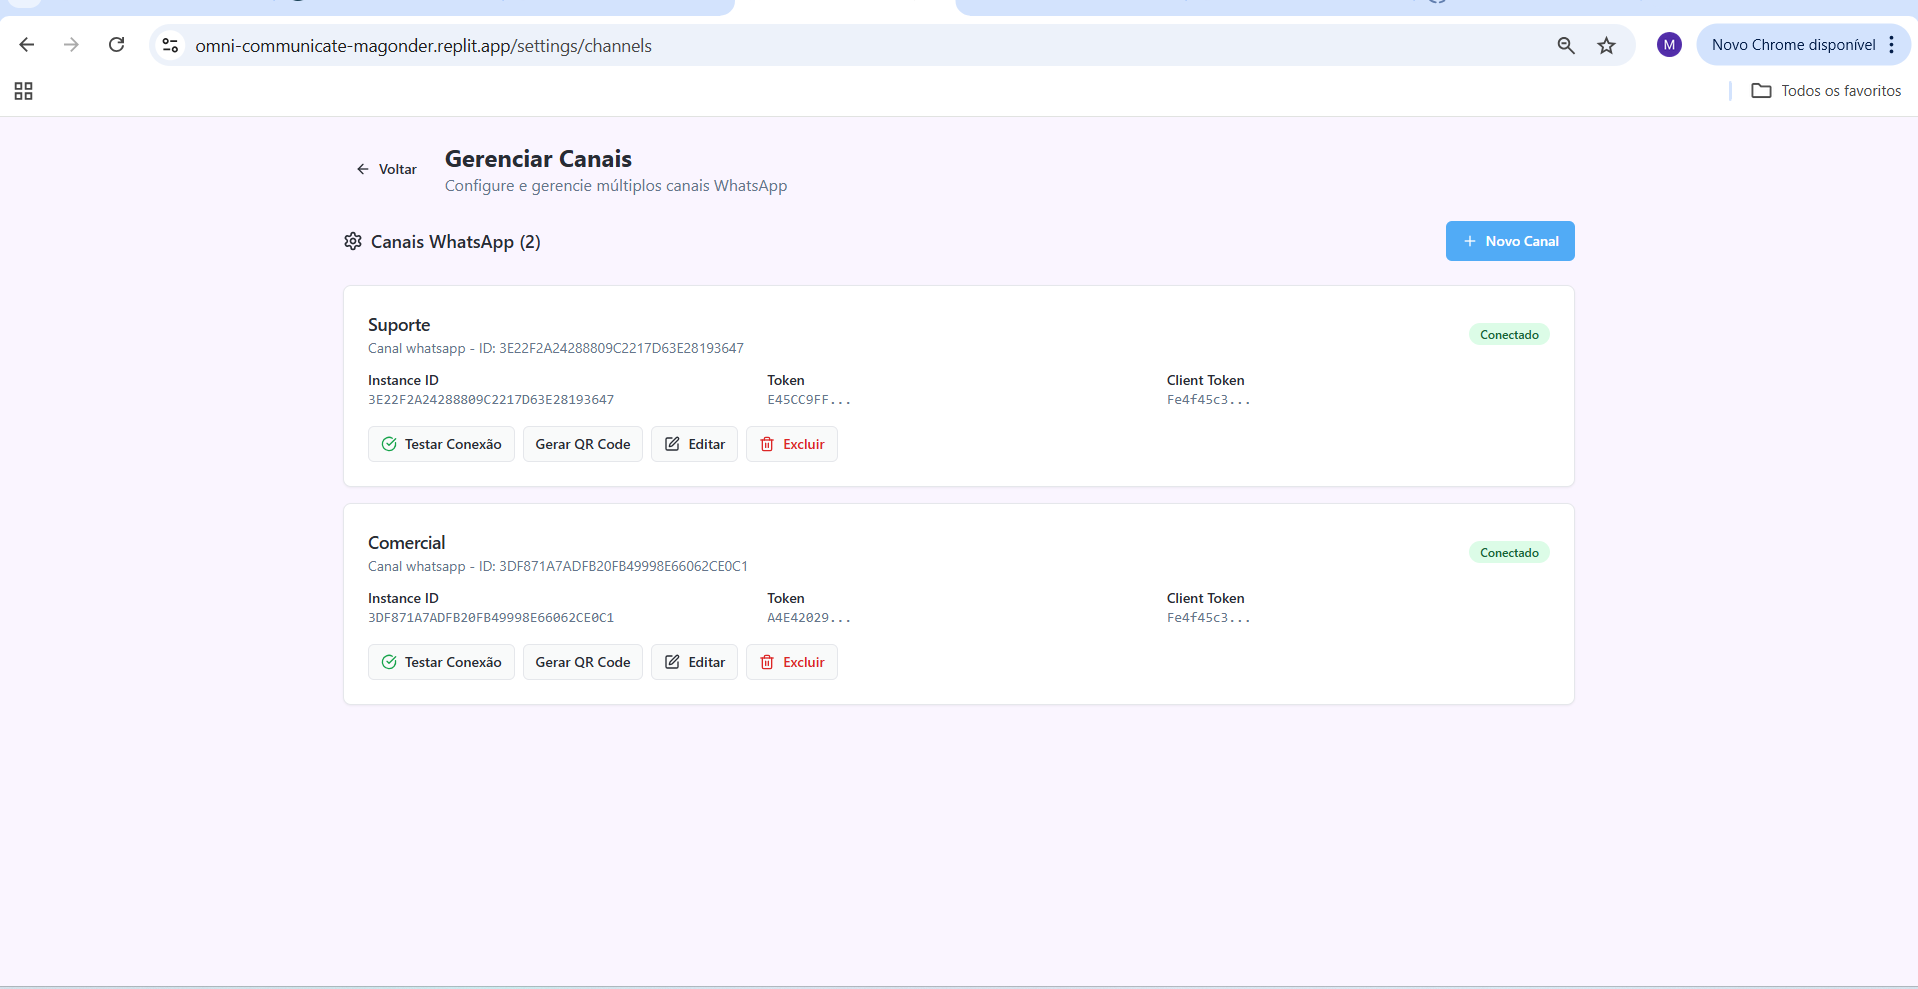 omni-communicate-magonder.replit.app/settings/channels
M
Novo Chrome disponível
Todos os favoritos
Voltar
Gerenciar Canais
Configure e gerencie múltiplos canais WhatsApp
Canais WhatsApp (2)
+ Novo Canal
Suporte
Canal whatsapp - ID: 3E22F2A24288809C2217D63E28193647
Conectado
Instance ID
Token
Client Token
3E22F2A24288809C2217D63E28193647
E45CC9FF...
Fe4f45c3...
Testar Conexão
Gerar QR Code
Editar
Excluir
Comercial
Canal whatsapp - ID: 3DF871A7ADFB20FB49998E66062CE0C1
Conectado
Instance ID
Token
Client Token
3DF871A7ADFB20FB49998E66062CE0C1
A4E42029...
Fe4f45c3...
Testar Conexão
Gerar QR Code
Editar
Excluir